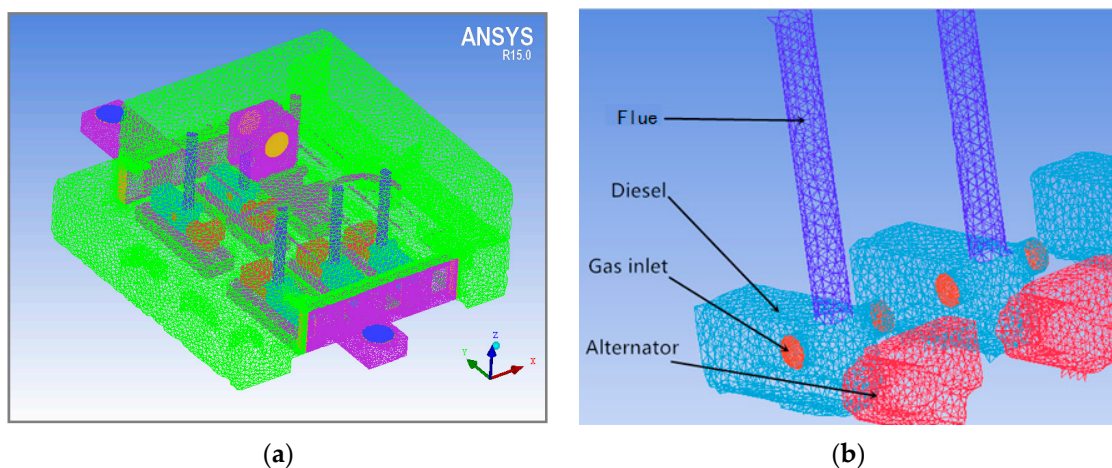 ANSYS
R15.0
Z
Y
X
Flue
Diesel
Gas inlet
Alternator
(a)
(b)